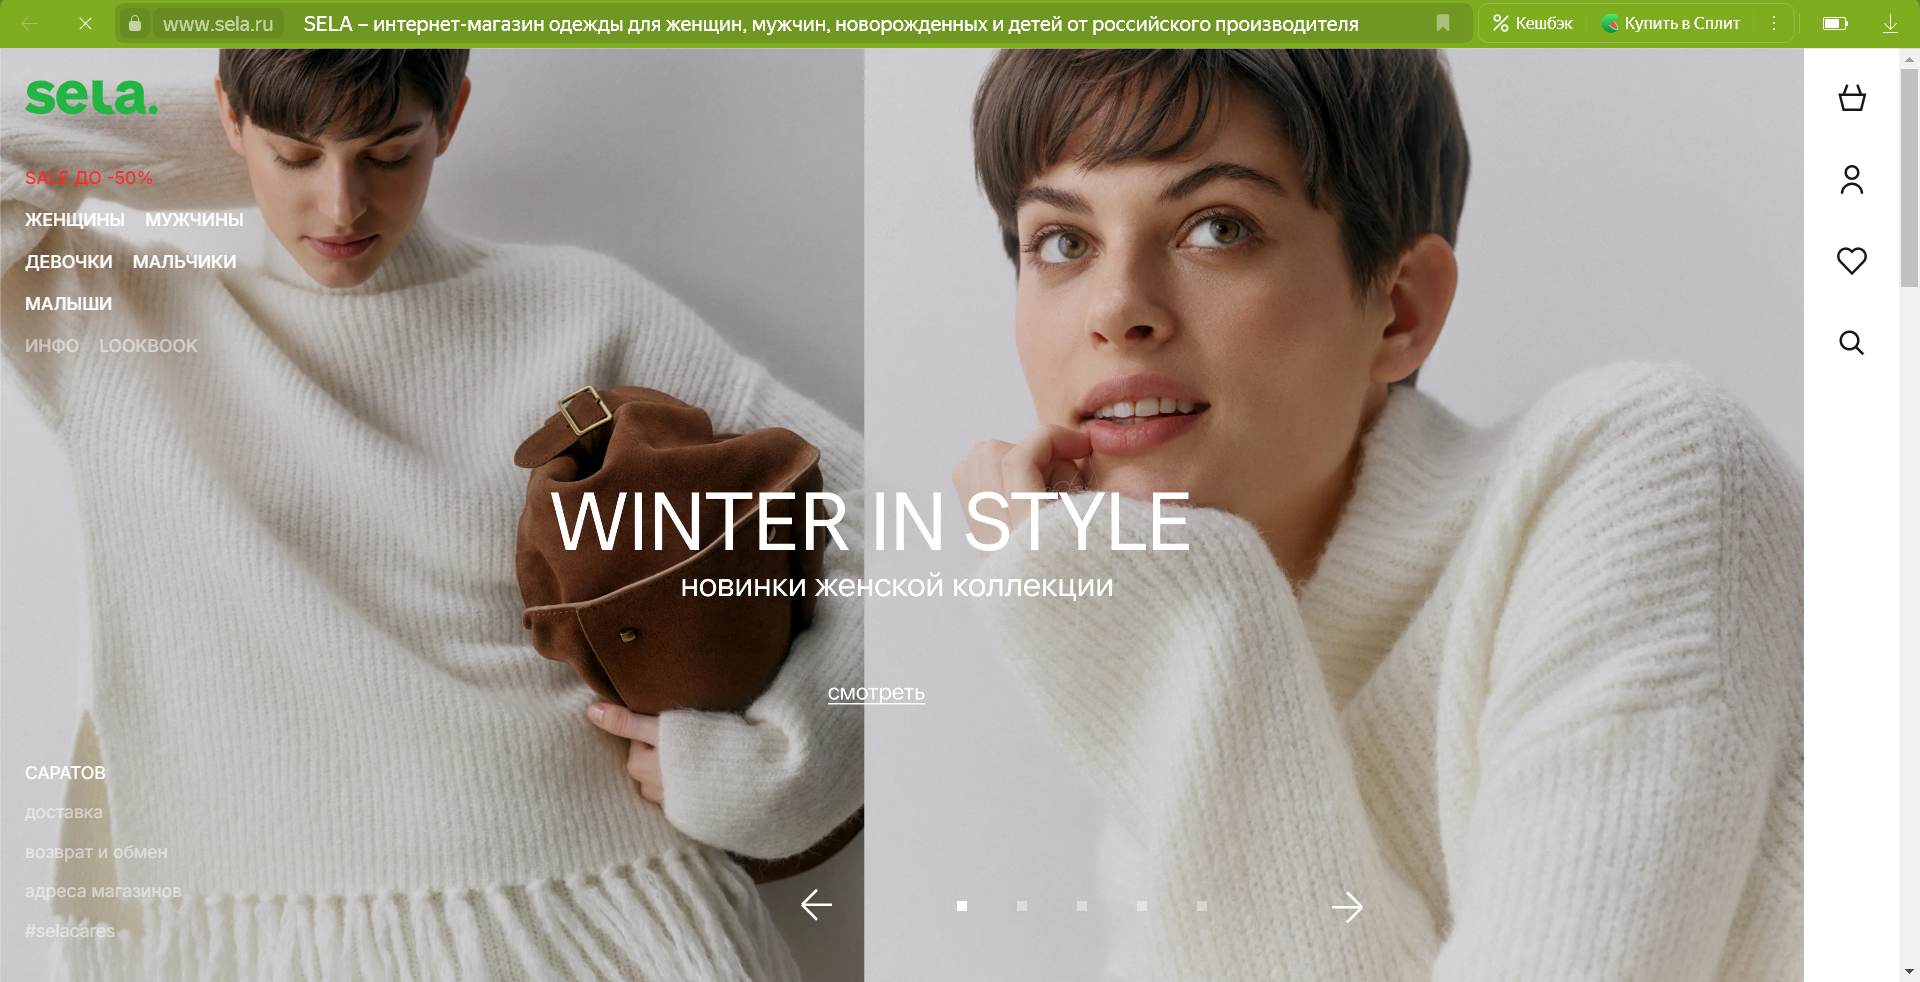 www.sela.ru SELA – интернет-магазин одежды для женщин, мужчин, новорожденных и детей от российского производителя Кешбэк Купить в Сплит
sela.
SALE ДО -50%
ЖЕНЩИНЫ МУЖЧИНЫ
ДЕВОЧКИ МАЛЬЧИКИ
МАЛЫШИ
ИНФО LOOKBOOK
WINTER IN STYLE
новинки женской коллекции
смотреть
САРАТОВ
доставка
возврат и обмен
адреса магазинов
#selacares